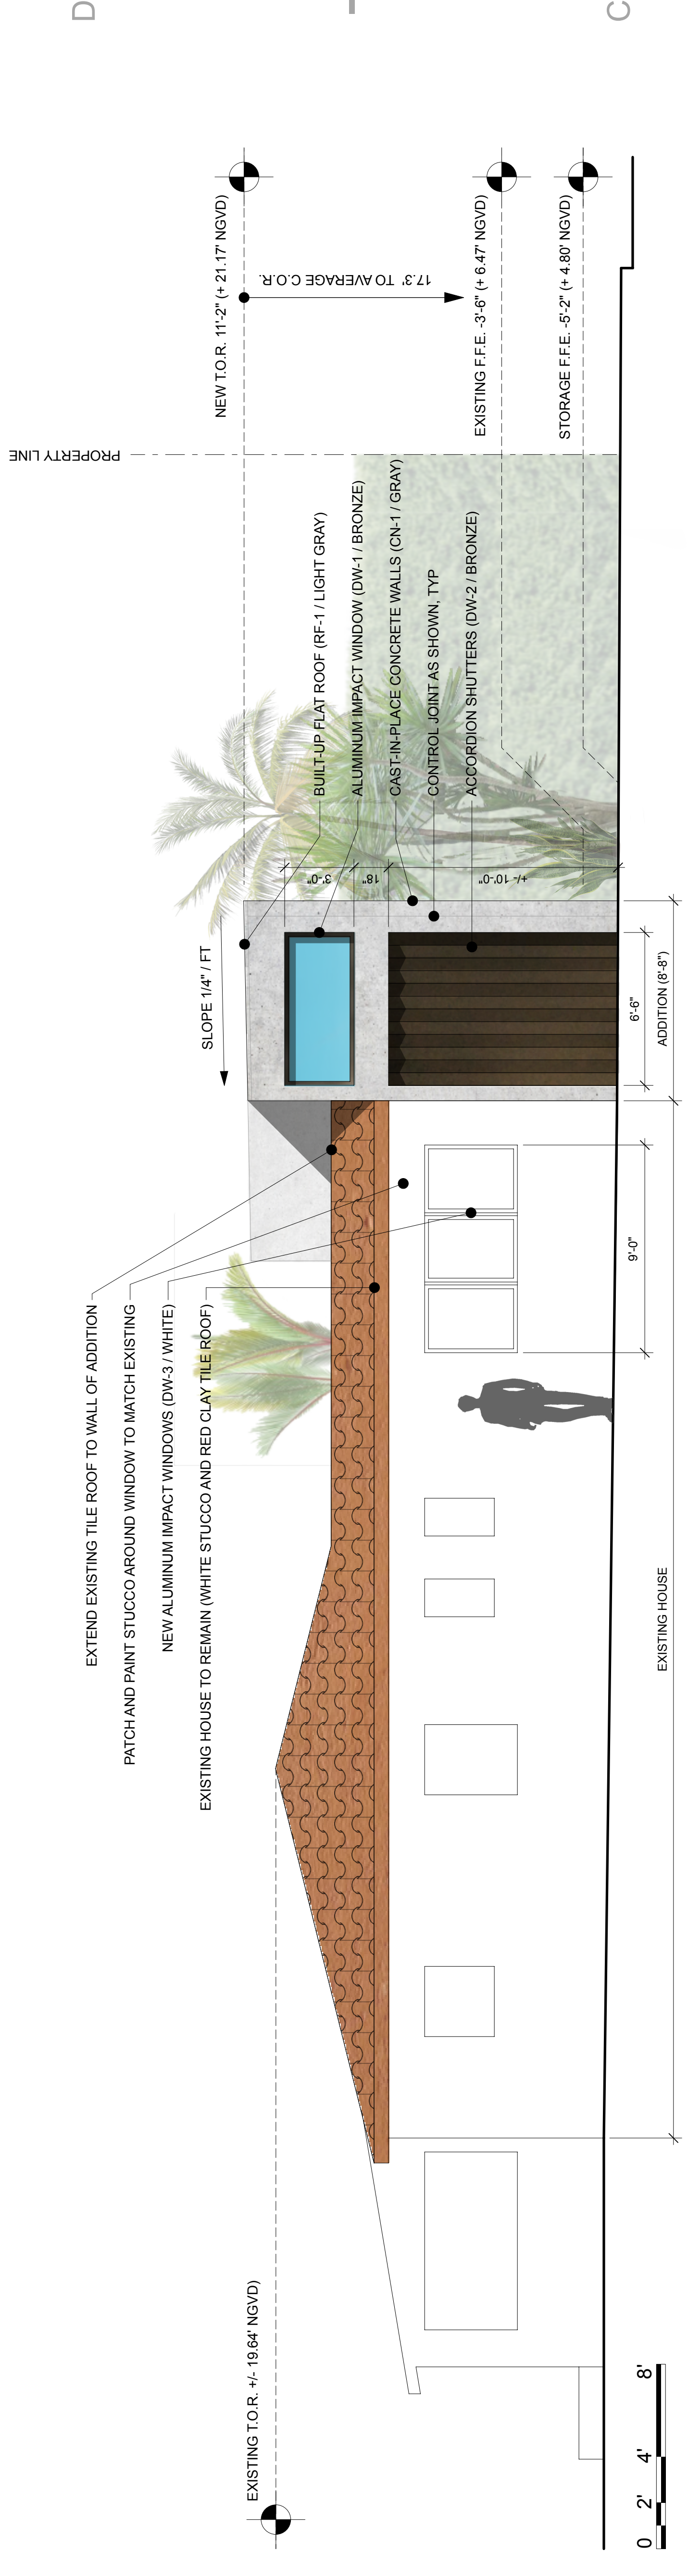 D
C
NEW T.O.R. 11'-2" (+ 21.17' NGVD)
17.3' TO AVERAGE C.O.R.
EXISTING F.F.E. -3'-6" (+ 6.47' NGVD)
STORAGE F.F.E. -5'-2" (+ 4.80' NGVD)
PROPERTY LINE
BUILT-UP FLAT ROOF (RF-1 / LIGHT GRAY)
ALUMINUM IMPACT WINDOW (DW-1 / BRONZE)
CAST-IN-PLACE CONCRETE WALLS (CN-1 / GRAY)
CONTROL JOINT AS SHOWN, TYP
ACCORDION SHUTTERS (DW-2 / BRONZE)
3'-0"
18"
+/- 10'-0"
SLOPE 1/4" / FT
6'-6"
ADDITION (8'-8")
EXTEND EXISTING TILE ROOF TO WALL OF ADDITION
PATCH AND PAINT STUCCO AROUND WINDOW TO MATCH EXISTING
NEW ALUMINUM IMPACT WINDOWS (DW-3 / WHITE)
EXISTING HOUSE TO REMAIN (WHITE STUCCO AND RED CLAY TILE ROOF)
9'-0"
EXISTING HOUSE
EXISTING T.O.R. +/- 19.64' NGVD)
0 2' 4' 8'